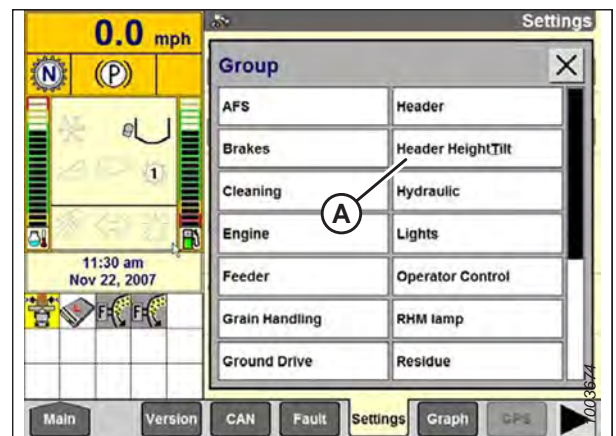 0.0 mph
Settings
N
(P)
Group
X
AFS
Header
Brakes
Header HeightTilt
Cleaning
Hydraulic
A
1
Engine
Lights
11:30 am
Nov 22, 2007
Feeder
Operator Control
F
F
Grain Handling
RHM lamp
Ground Drive
Residue
1003674
Main
Version
CAN
Fault
Settings
Graph
GPS